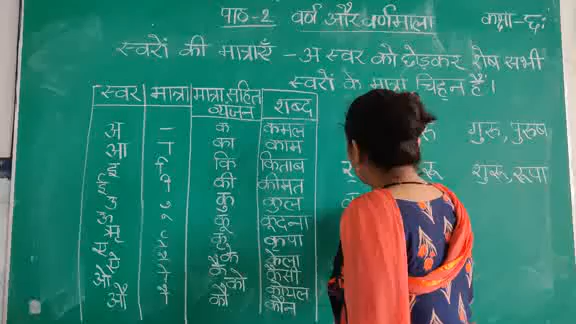 पाठ-2 वर्ण और वर्णमाला कक्षा-छः
स्वरों की मात्राएँ - अ स्वर को छोड़कर शेष सभी
स्वरों के मात्रा चिह्न हैं।
स्वर मात्रा मात्रा सहित व्यंजन शब्द
अ - क कमल
आ ा का काम
इ ि कि किताब
ई ी की कीमत
उ ु कु कुल
ऊ ू कू कूदना
ऋ ृ कृ कृपा
ए े के केला
ऐ ै कै कैसी
ओ ो को कोयल
औ ौ कौ कौन
रु गुरु, पुरुष
रू शुरू, रूपा